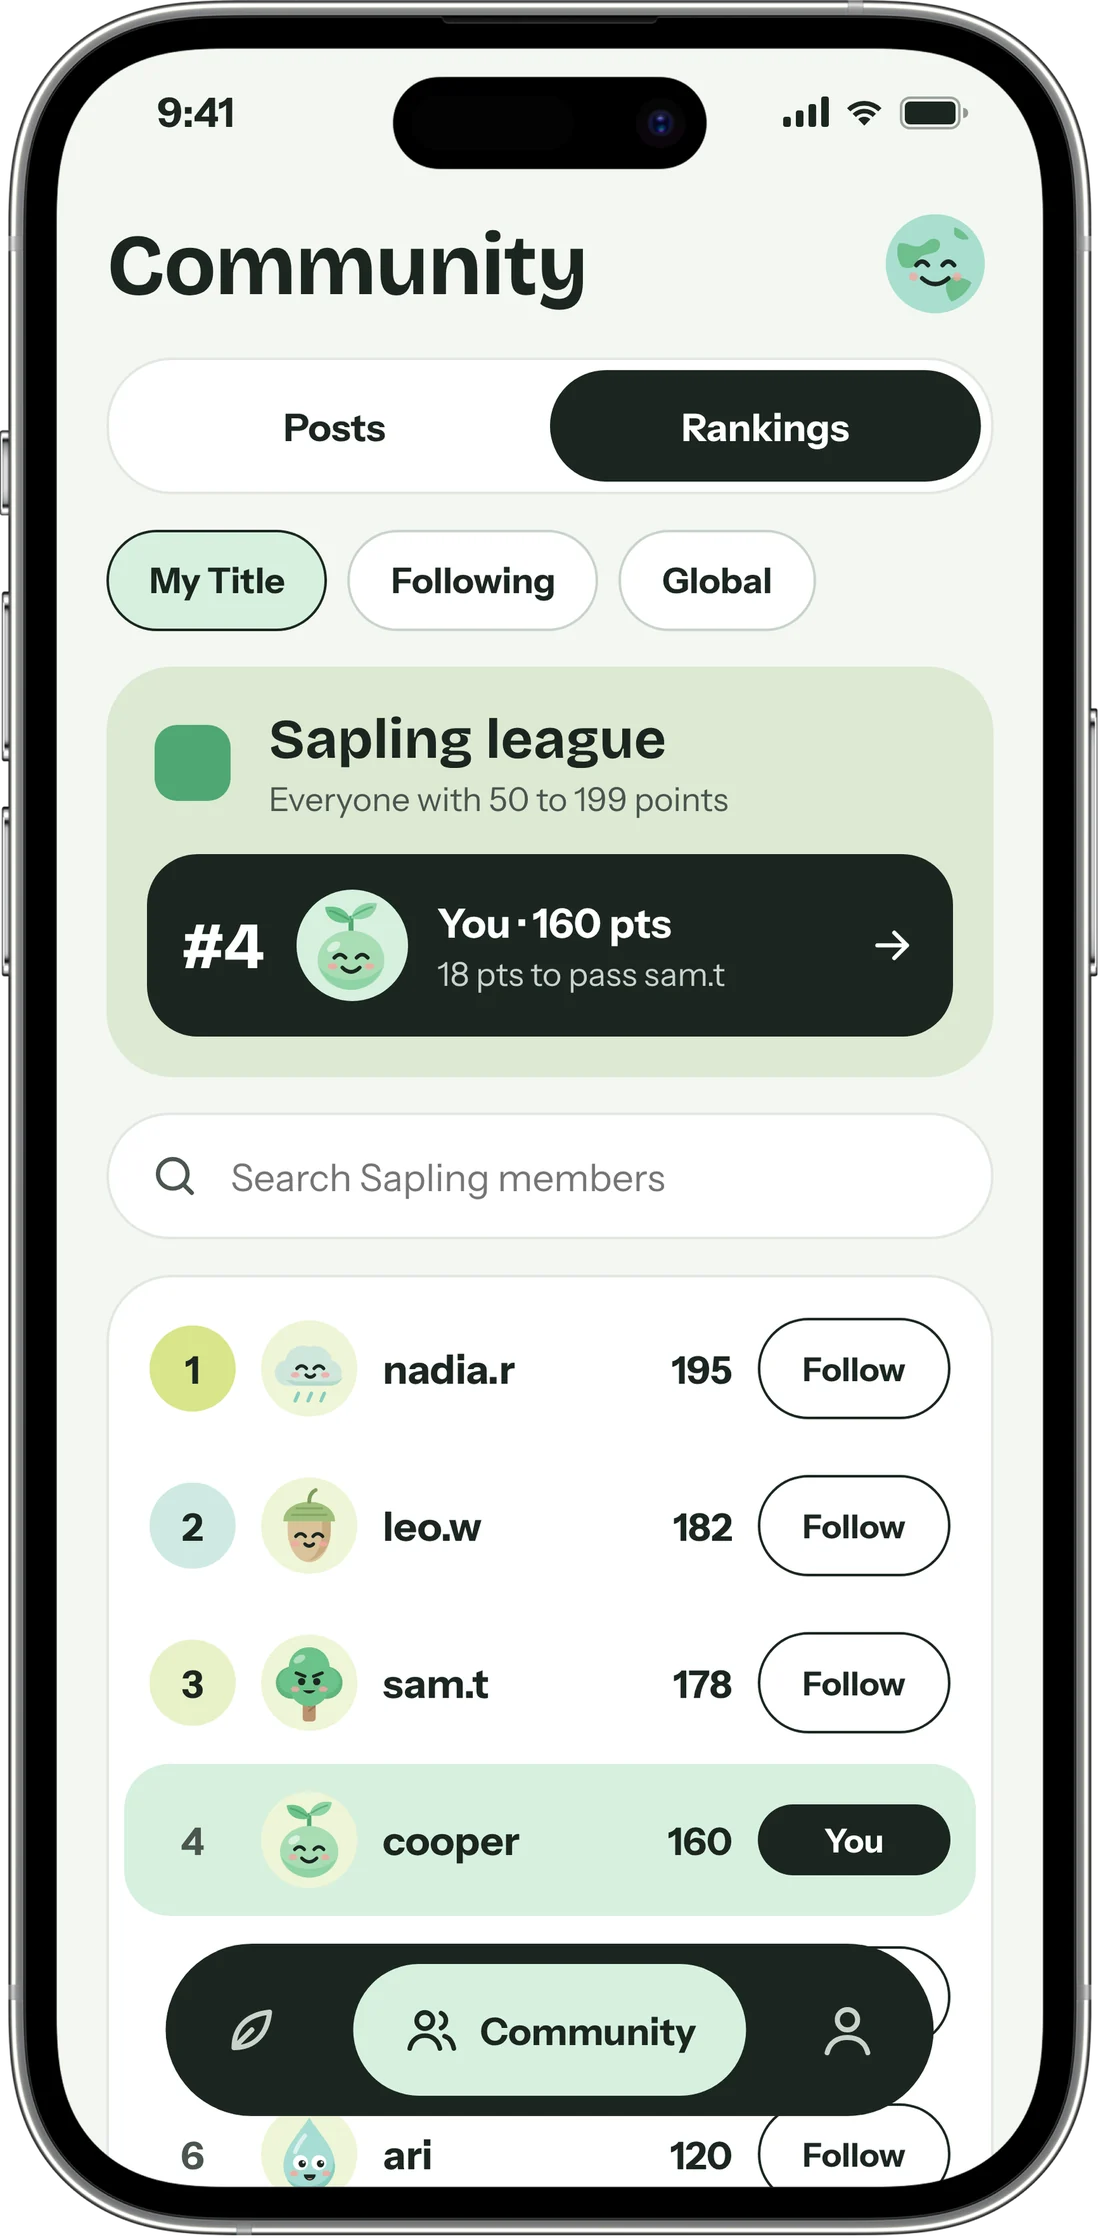 9:41
Community
Posts
Rankings
My Title
Following
Global
Sapling league
Everyone with 50 to 199 points
#4
You · 160 pts
18 pts to pass sam.t
Search Sapling members
1 nadia.r 195 Follow
2 leo.w 182 Follow
3 sam.t 178 Follow
4 cooper 160 You
Community
6 ari 120 Follow